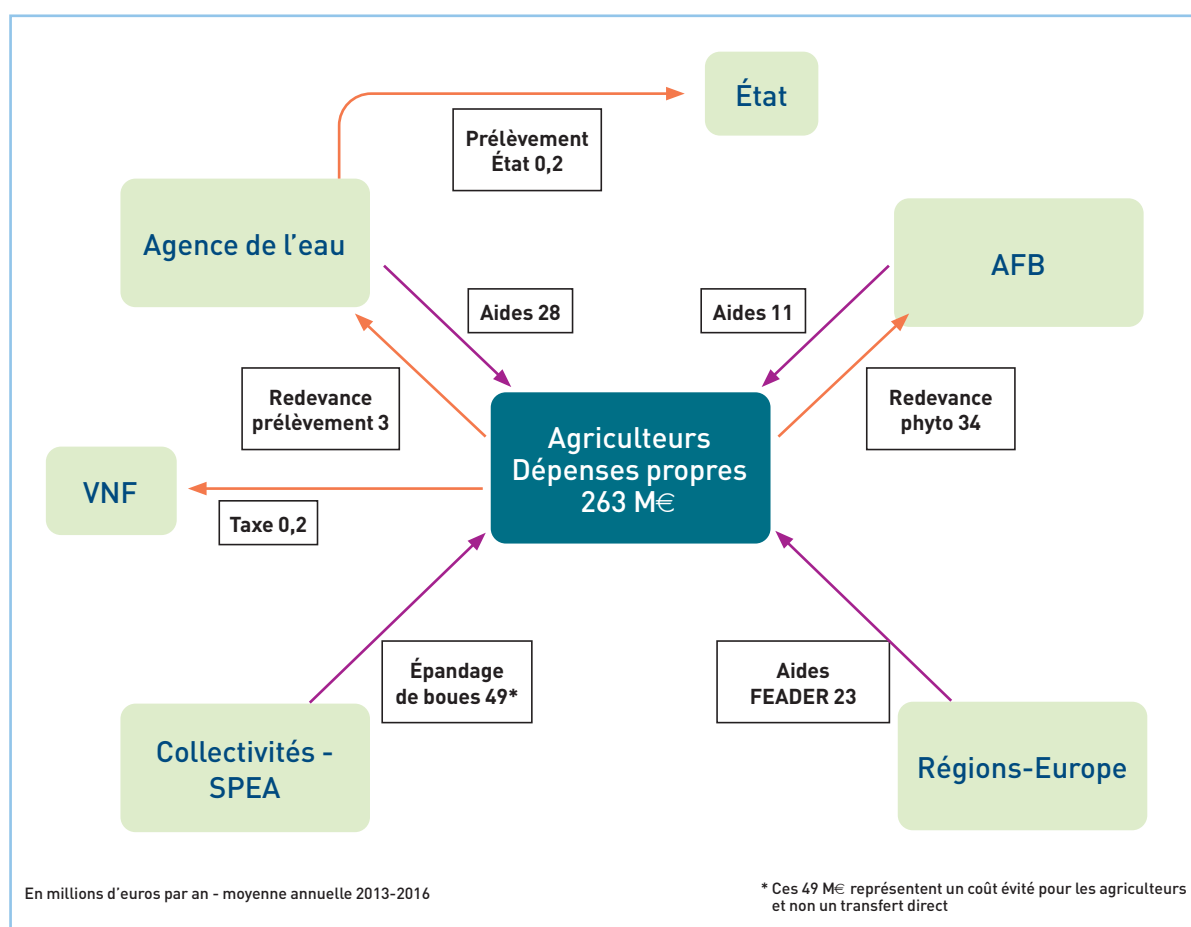 État
Prélèvement
État 0,2
Agence de l'eau
AFB
Aides 28
Aides 11
Redevance
prélèvement 3
Redevance
phyto 34
Agriculteurs
Dépenses propres
263 M€
VNF
Taxe 0,2
Épandage
de boues 49*
Aides
FEADER 23
Collectivités -
SPEA
Régions-Europe
En millions d'euros par an - moyenne annuelle 2013-2016
* Ces 49 M€ représentent un coût évité pour les agriculteurs
et non un transfert direct